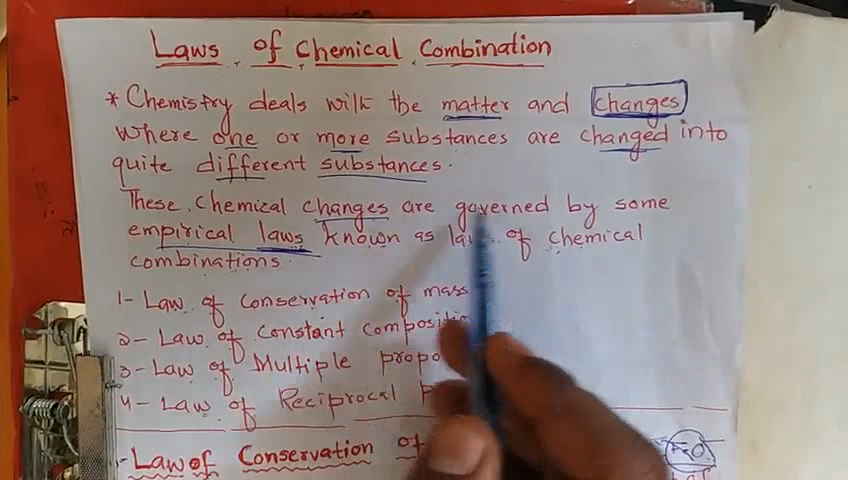 Laws of Chemical Combination
* Chemistry deals with the matter and changes
where one or more substances are changed into
quite different substances.
These chemical changes are governed by some
empirical laws known as of chemical
combinations.
1- Law of Conservation of mass
2- Law of Constant
3- Law of Multiple
4- Law of Reciprocal
Law of Conservation of